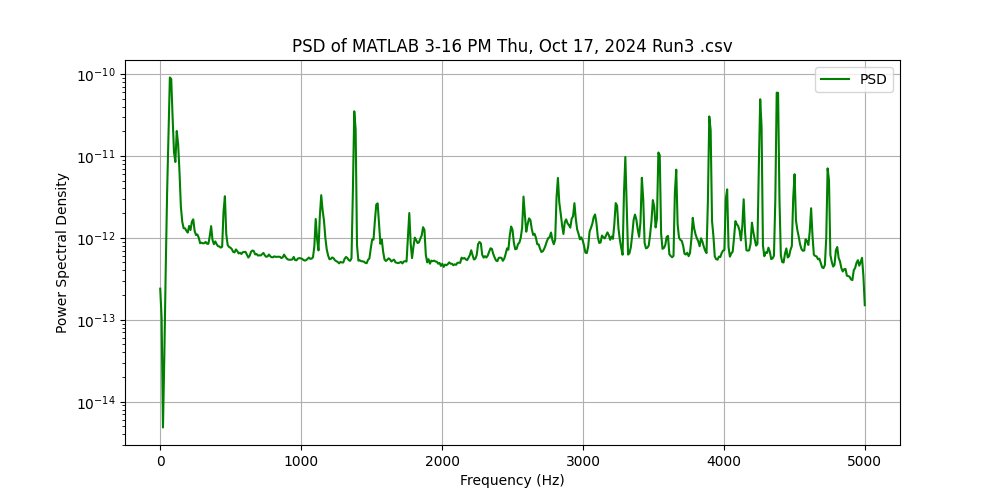 PSD of MATLAB 3-16 PM Thu, Oct 17, 2024 Run3 .csv
PSD
Power Spectral Density
10⁻¹⁰
10⁻¹¹
10⁻¹²
10⁻¹³
10⁻¹⁴
0 1000 2000 3000 4000 5000
Frequency (Hz)